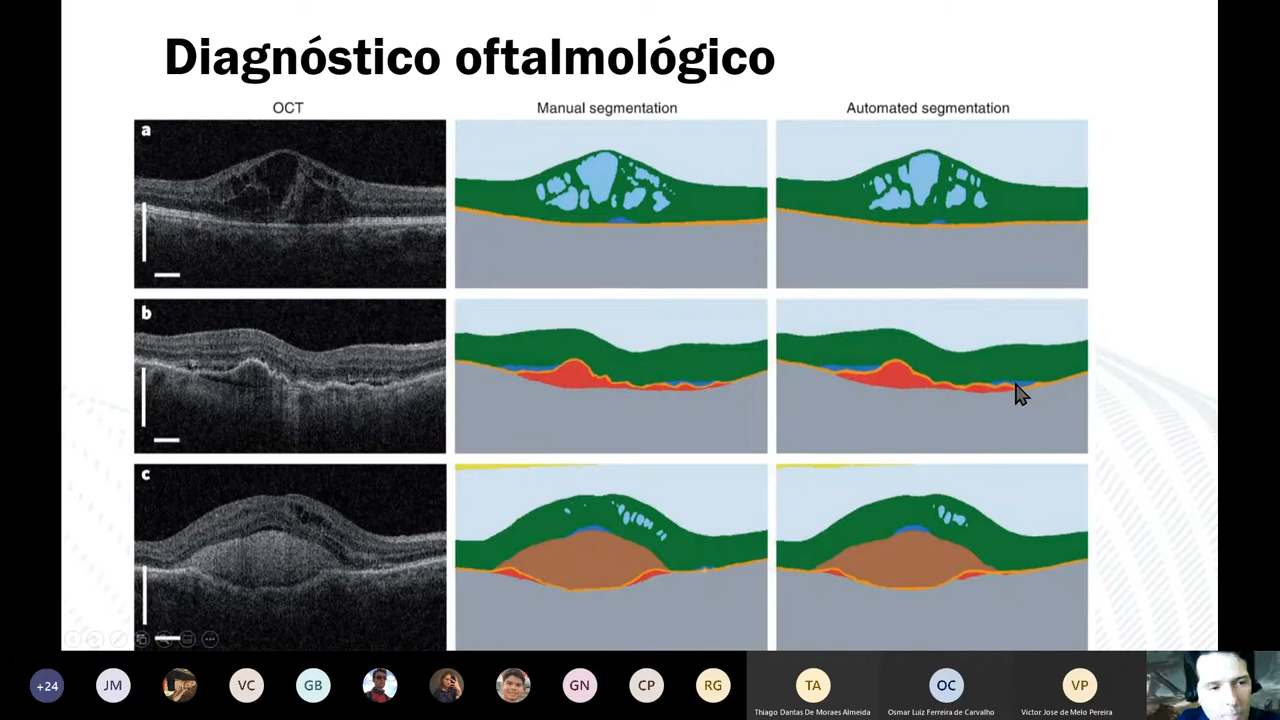 Diagnóstico oftalmológico
OCT
Manual segmentation
Automated segmentation
a
b
c
+24
JM
VC
GB
GN
CP
RG
TA
OC
VP
Thiago Dantas De Moraes Almeida
Osmar Luiz Ferreira de Carvalho
Victor Jose de Melo Pereira